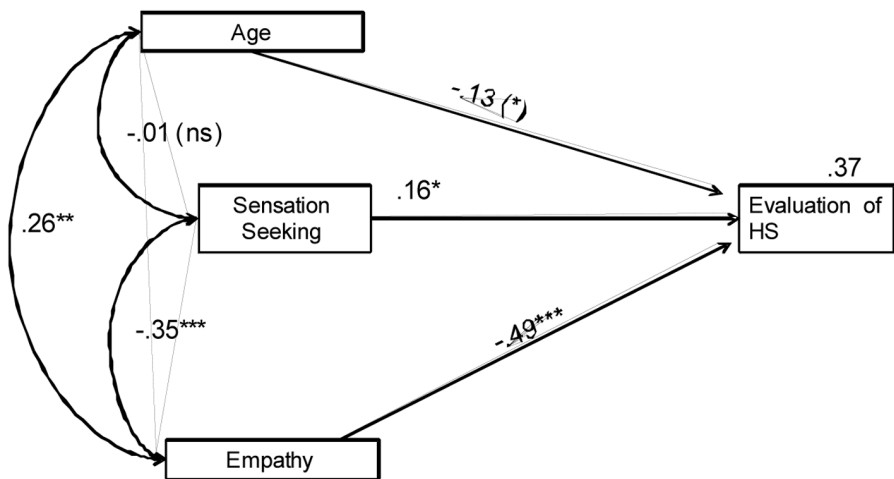 Age
-.13 (*)
-.01 (ns)
.37
.16*
Sensation
Seeking
Evaluation of
HS
.26**
-.35***
-.49***
Empathy